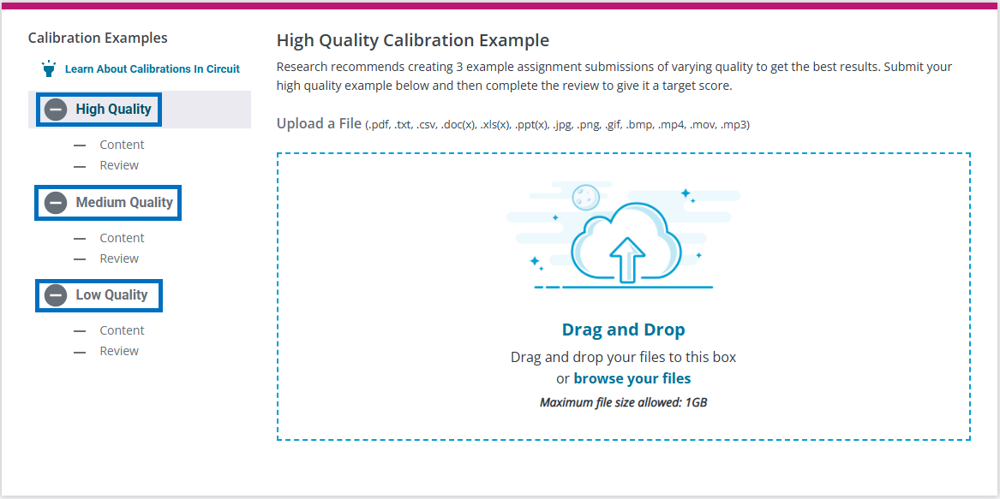 Calibration Examples
Learn About Calibrations In Circuit
High Quality
Content
Review
Medium Quality
Content
Review
Low Quality
Content
Review
High Quality Calibration Example
Research recommends creating 3 example assignment submissions of varying quality to get the best results. Submit your
high quality example below and then complete the review to give it a target score.
Upload a File (.pdf, .txt, .csv, .doc(x), .xls(x), .ppt(x), .jpg, .png, .gif, .bmp, .mp4, .mov, .mp3)
Drag and Drop
Drag and drop your files to this box
or browse your files
Maximum file size allowed: 1GB